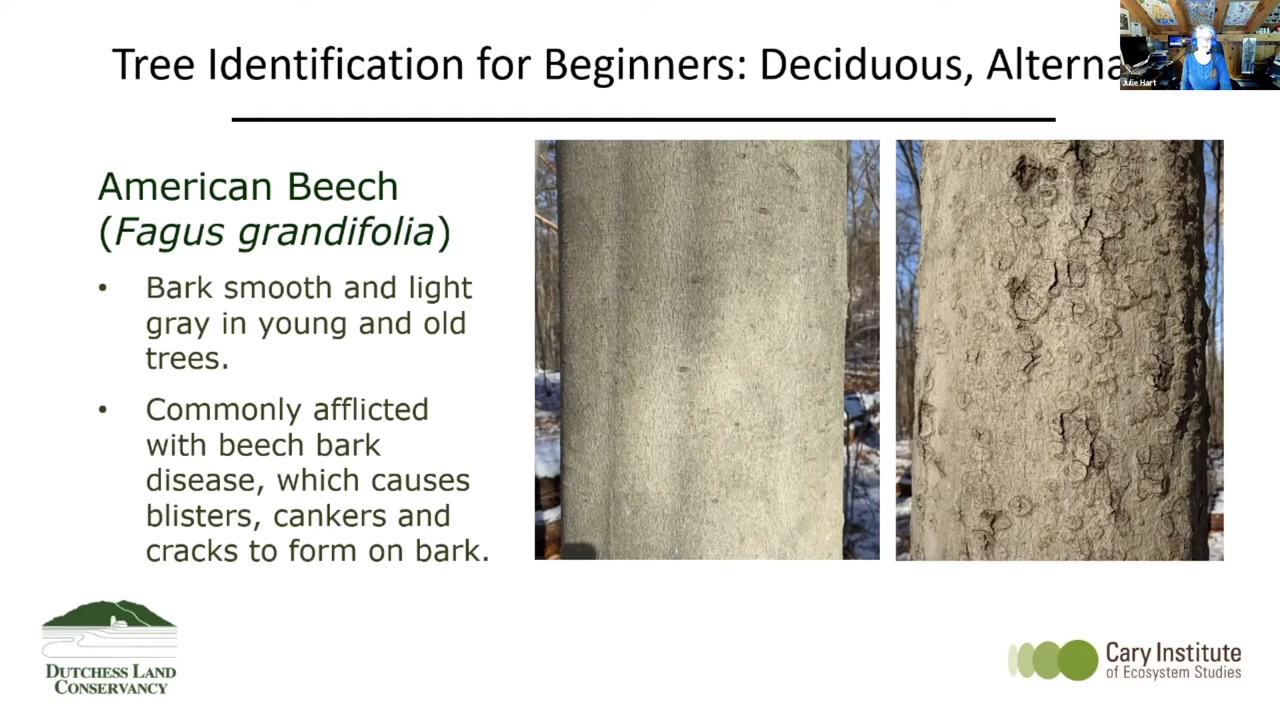 Tree Identification for Beginners: Deciduous, Alterna
Julie Hart
American Beech
(Fagus grandifolia)
• Bark smooth and light
gray in young and old
trees.
• Commonly afflicted
with beech bark
disease, which causes
blisters, cankers and
cracks to form on bark.
DUTCHESS LAND
CONSERVANCY
Cary Institute
of Ecosystem Studies